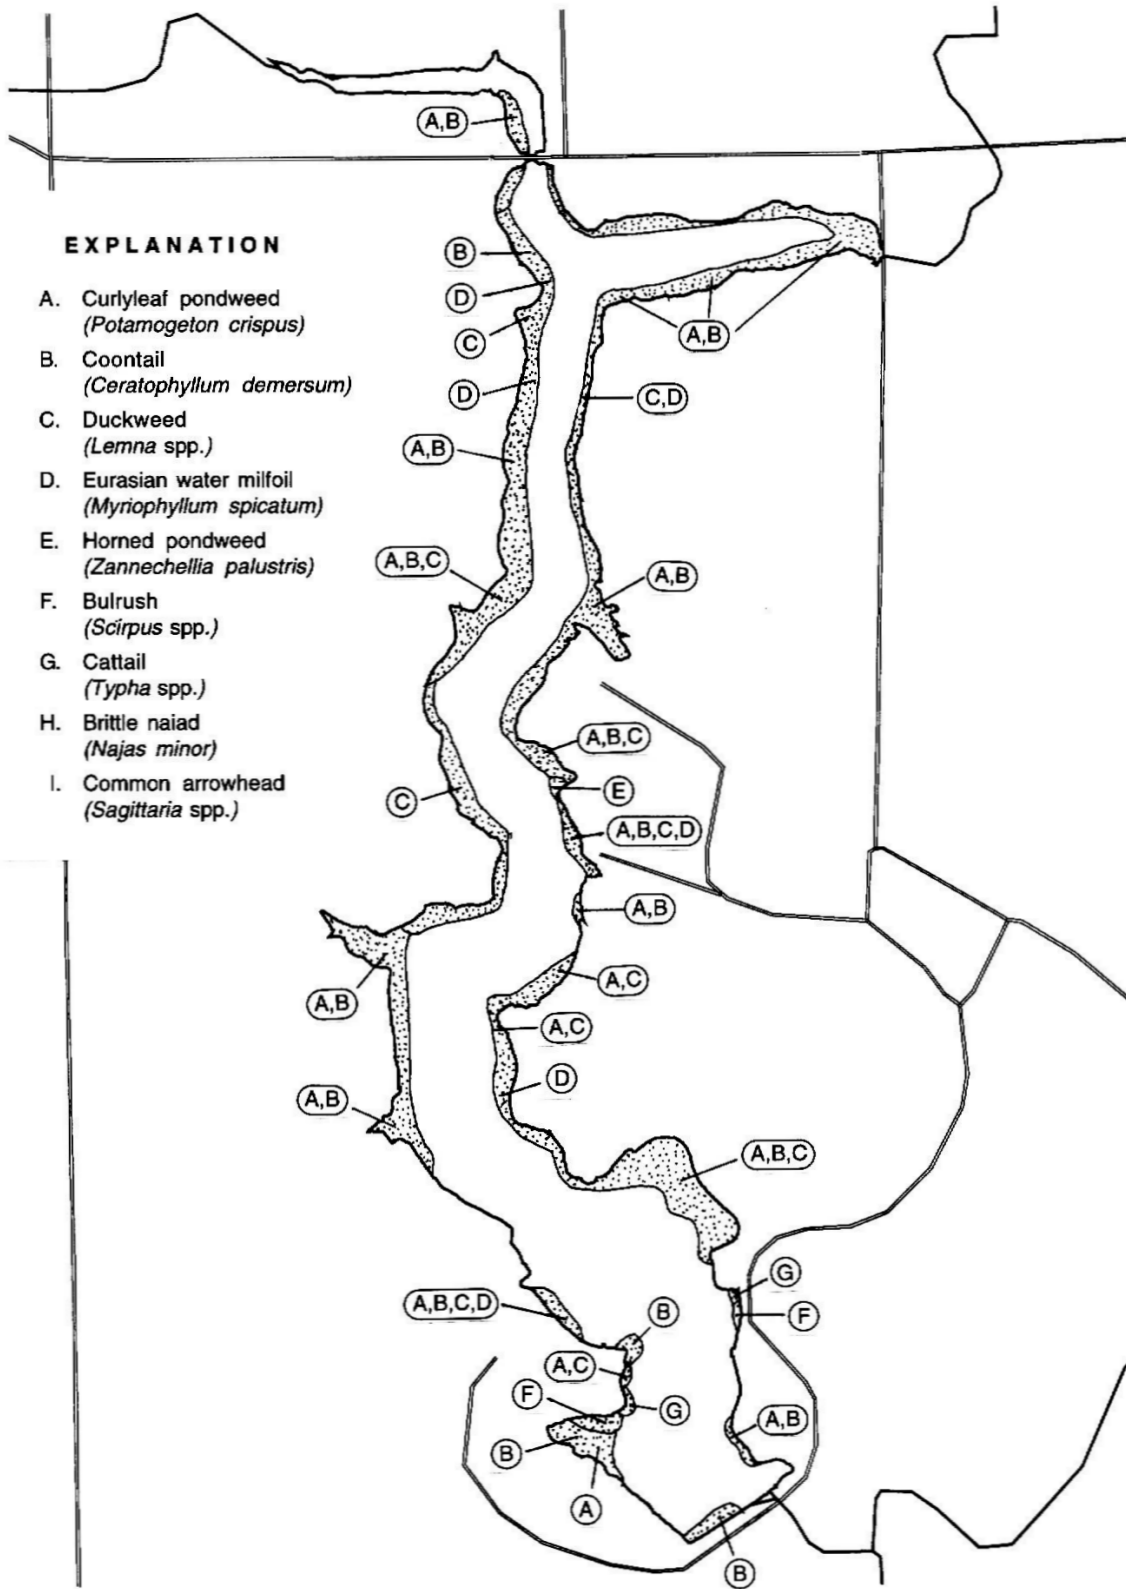 A,B
EXPLANATION
A. Curlyleaf pondweed
(Potamogeton crispus)
B. Coontail
(Ceratophyllum demersum)
C. Duckweed
(Lemna spp.)
D. Eurasian water milfoil
(Myriophyllum spicatum)
E. Horned pondweed
(Zannechellia palustris)
F. Bulrush
(Scirpus spp.)
G. Cattail
(Typha spp.)
H. Brittle naiad
(Najas minor)
I. Common arrowhead
(Sagittaria spp.)
B
D
C
A,B
D
C,D
A,B
A,B,C
A,B
A,B,C
E
C
A,B,C,D
A,B
A,C
A,B
A,C
D
A,B
A,B,C
G
A,B,C,D
B
F
A,C
F
G
A,B
B
A
B